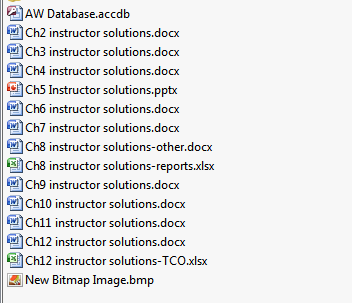 AW Database.accdb
Ch2 instructor solutions.docx
Ch3 instructor solutions.docx
Ch4 instructor solutions.docx
Ch5 Instructor solutions.pptx
Ch6 instructor solutions.docx
Ch7 instructor solutions.docx
Ch8 instructor solutions-other.docx
Ch8 instructor solutions-reports.xlsx
Ch9 instructor solutions.docx
Ch10 instructor solutions.docx
Ch11 instructor solutions.docx
Ch12 instructor solutions.docx
Ch12 instructor solutions-TCO.xlsx
New Bitmap Image.bmp